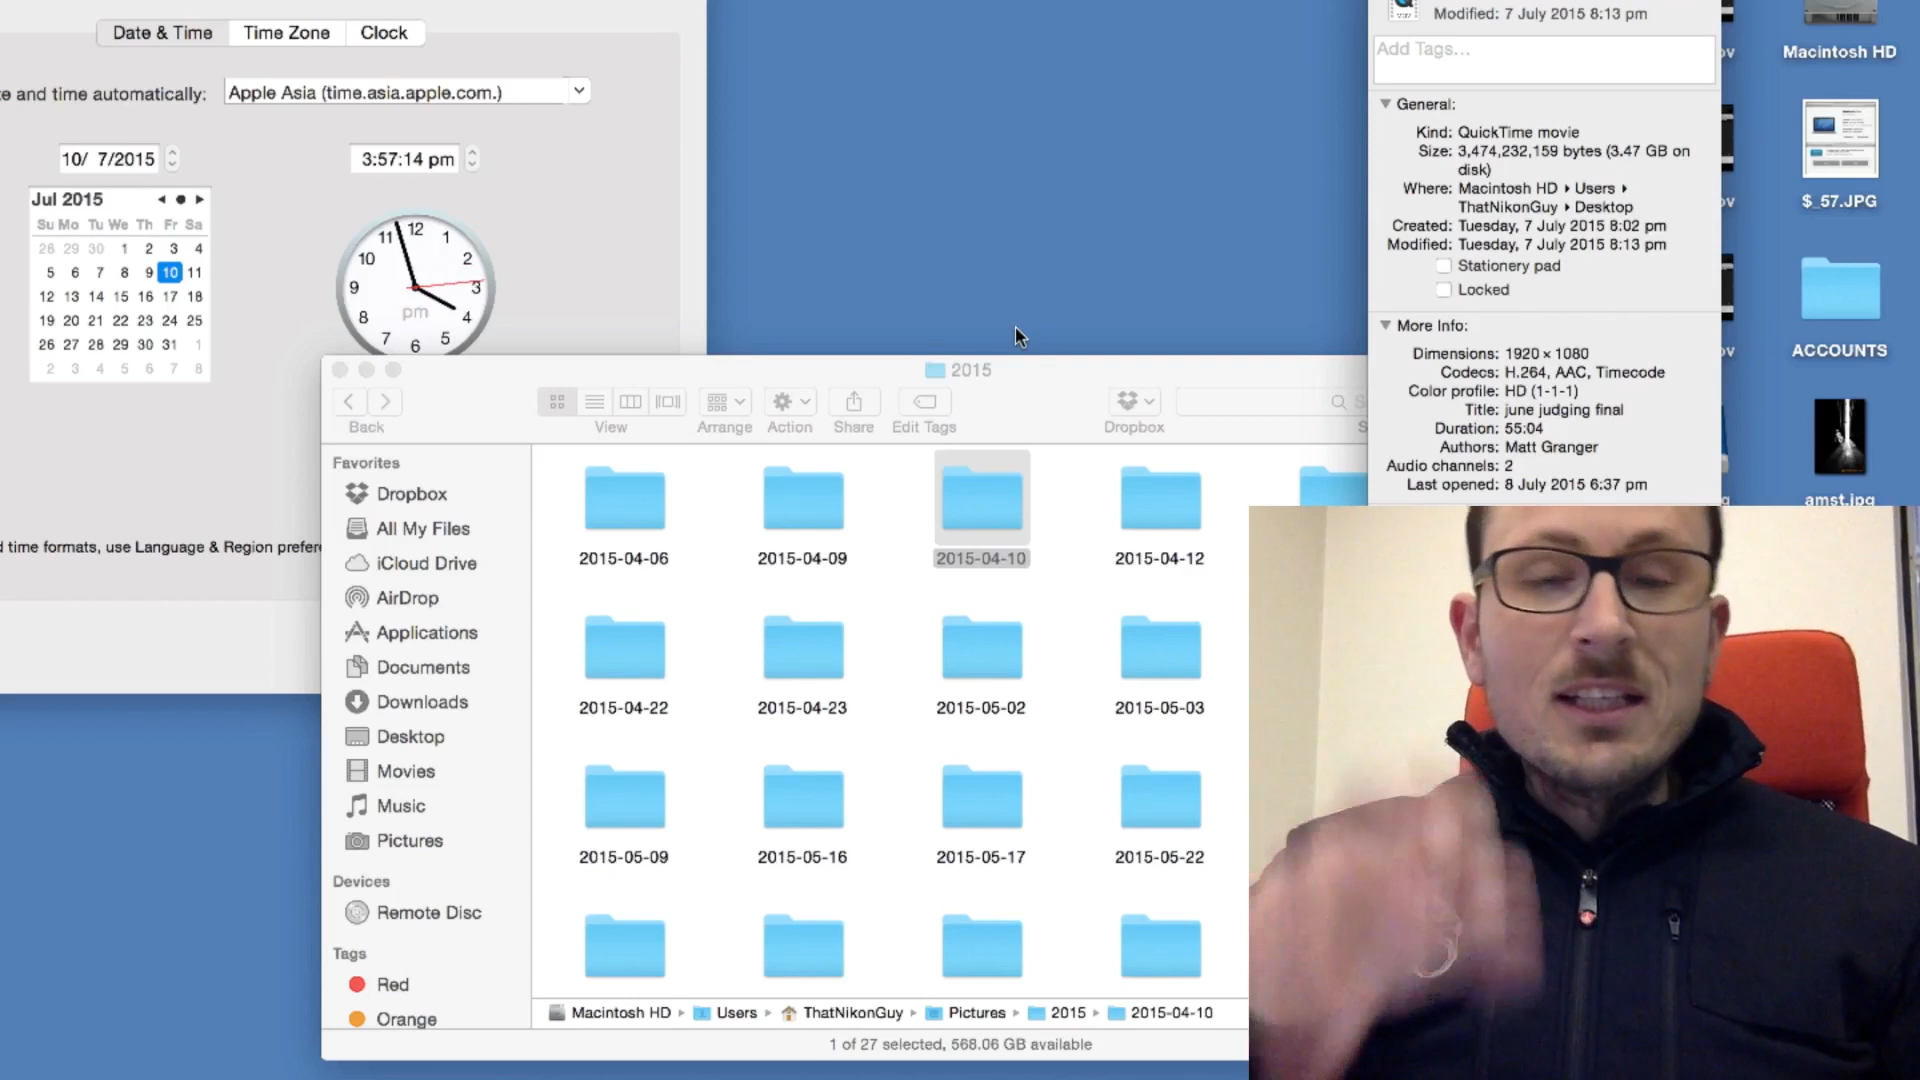 Date & Time
Time Zone
Clock
e and time automatically:
Apple Asia (time.asia.apple.com.)
10/ 7/2015
3:57:14 pm
Jul 2015
Su Mo Tu We Th Fr Sa
28 29 30 1 2 3 4
5 6 7 8 9 10 11
12 13 14 15 16 17 18
19 20 21 22 23 24 25
26 27 28 29 30 31 1
2 3 4 5 6 7 8
12
1
2
3
4
5
6
7
8
9
10
11
pm
d time formats, use Language & Region prefere
2015
Back
View
Arrange
Action
Share
Edit Tags
Dropbox
S
Favorites
Dropbox
All My Files
iCloud Drive
AirDrop
Applications
Documents
Downloads
Desktop
Movies
Music
Pictures
Devices
Remote Disc
Tags
Red
Orange
2015-04-06
2015-04-09
2015-04-10
2015-04-12
2015-04-22
2015-04-23
2015-05-02
2015-05-03
2015-05-09
2015-05-16
2015-05-17
2015-05-22
Macintosh HD
Users
ThatNikonGuy
Pictures
2015
2015-04-10
1 of 27 selected, 568.06 GB available
Modified: 7 July 2015 8:13 pm
Add Tags...
General:
Kind: QuickTime movie
Size: 3,474,232,159 bytes (3.47 GB on
disk)
Where: Macintosh HD ▸ Users ▸
ThatNikonGuy ▸ Desktop
Created: Tuesday, 7 July 2015 8:02 pm
Modified: Tuesday, 7 July 2015 8:13 pm
Stationery pad
Locked
More Info:
Dimensions: 1920 × 1080
Codecs: H.264, AAC, Timecode
Color profile: HD (1-1-1)
Title: june judging final
Duration: 55:04
Authors: Matt Granger
Audio channels: 2
Last opened: 8 July 2015 6:37 pm
ov
ov
ov
Macintosh HD
$_57.JPG
ACCOUNTS
amst.jpg